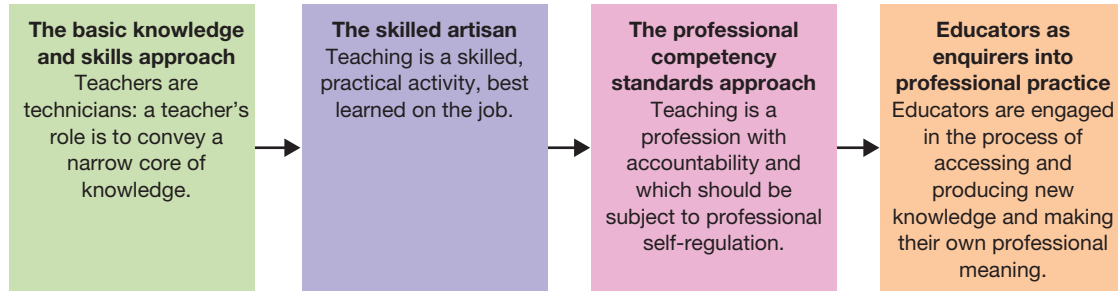 The basic knowledge
and skills approach
Teachers are
technicians: a teacher’s
role is to convey a
narrow core of
knowledge.
The skilled artisan
Teaching is a skilled,
practical activity, best
learned on the job.
The professional
competency
standards approach
Teaching is a
profession with
accountability and
which should be
subject to professional
self-regulation.
Educators as
enquirers into
professional practice
Educators are engaged
in the process of
accessing and
producing new
knowledge and making
their own professional
meaning.